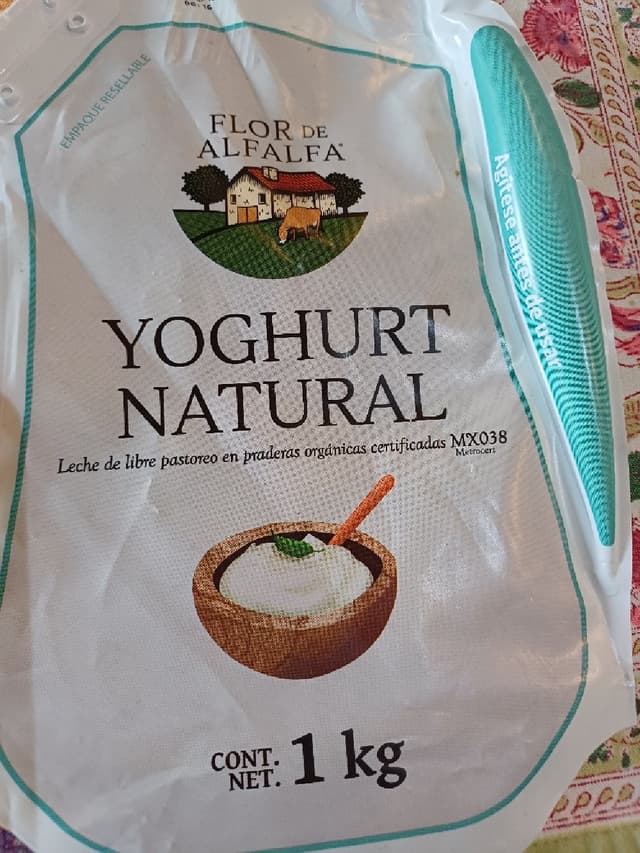 EMPAQUE RESELLABLE
FLOR DE
ALFALFA
YOGHURT
NATURAL
Leche de libre pastoreo en praderas orgánicas certificadas MX038
Metrocert
Agítese antes de usar
CONT.
NET. 1 kg